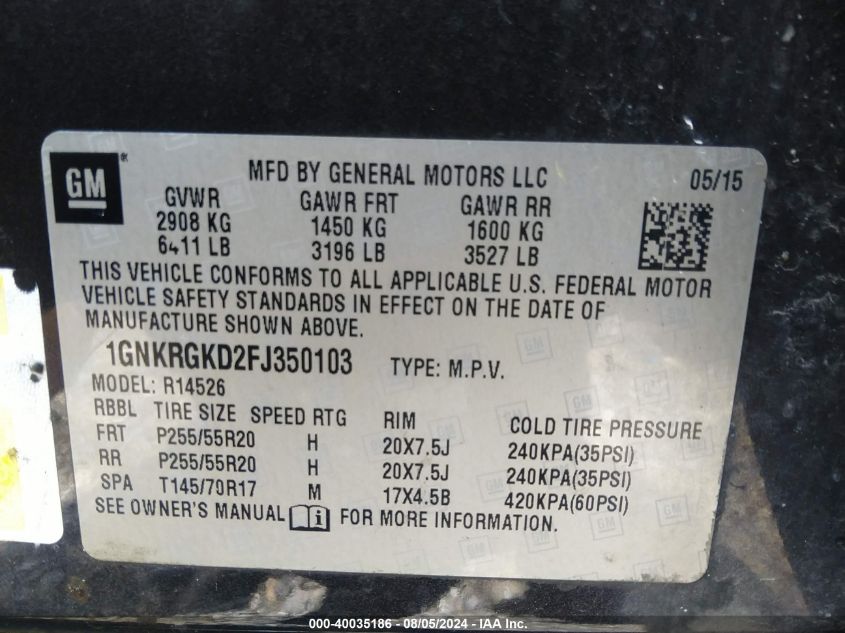 GM
MFD BY GENERAL MOTORS LLC 05/15
GVWR GAWR FRT GAWR RR
2908 KG 1450 KG 1600 KG
6411 LB 3196 LB 3527 LB
THIS VEHICLE CONFORMS TO ALL APPLICABLE U.S. FEDERAL MOTOR
VEHICLE SAFETY STANDARDS IN EFFECT ON THE DATE OF
MANUFACTURE SHOWN ABOVE.
1GNKRGKD2FJ350103 TYPE: M.P.V.
MODEL: R14526
RBBL TIRE SIZE SPEED RTG RIM COLD TIRE PRESSURE
FRT P255/55R20 H 20X7.5J 240KPA(35PSI)
RR P255/55R20 H 20X7.5J 240KPA(35PSI)
SPA T145/70R17 M 17X4.5B 420KPA(60PSI)
SEE OWNER'S MANUAL FOR MORE INFORMATION.
000-40035186 - 08/05/2024 - IAA Inc.